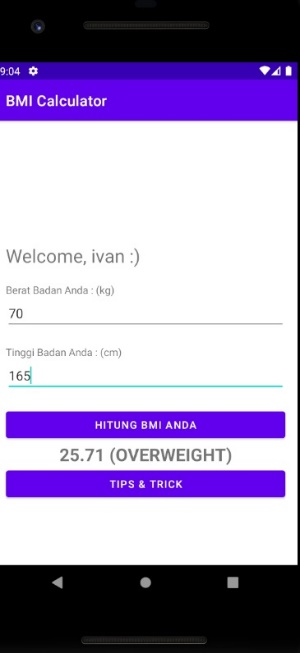 9:04
BMI Calculator
Welcome, ivan :)
Berat Badan Anda : (kg)
70
Tinggi Badan Anda : (cm)
165
HITUNG BMI ANDA
25.71 (OVERWEIGHT)
TIPS & TRICK